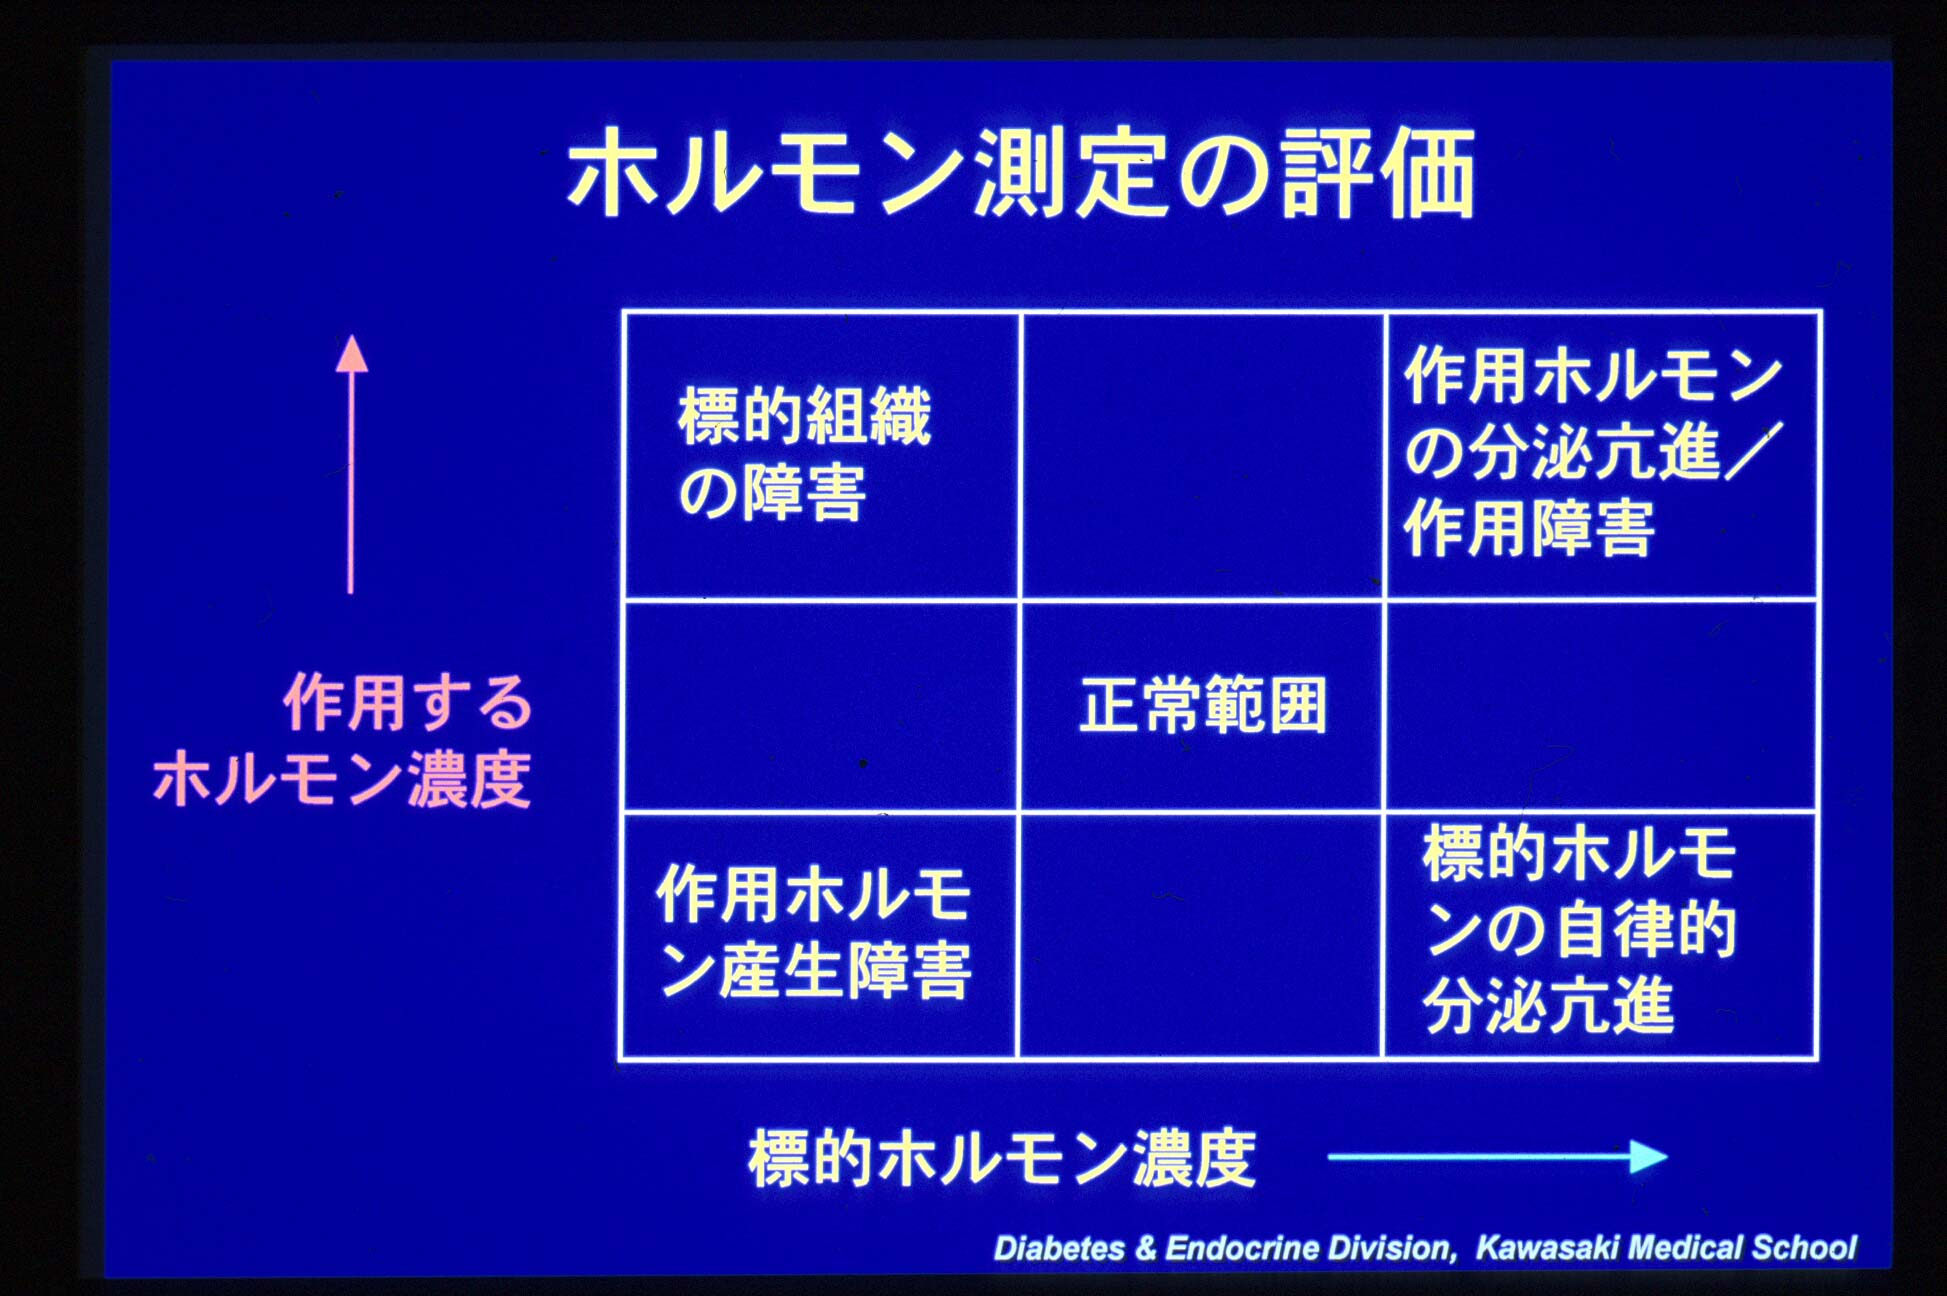 ホルモン測定の評価
標的組織
の障害
作用ホルモン
の分泌亢進／
作用障害
作用する
ホルモン濃度
正常範囲
作用ホルモ
ン産生障害
標的ホルモ
ンの自律的
分泌亢進
標的ホルモン濃度
Diabetes & Endocrine Division, Kawasaki Medical School